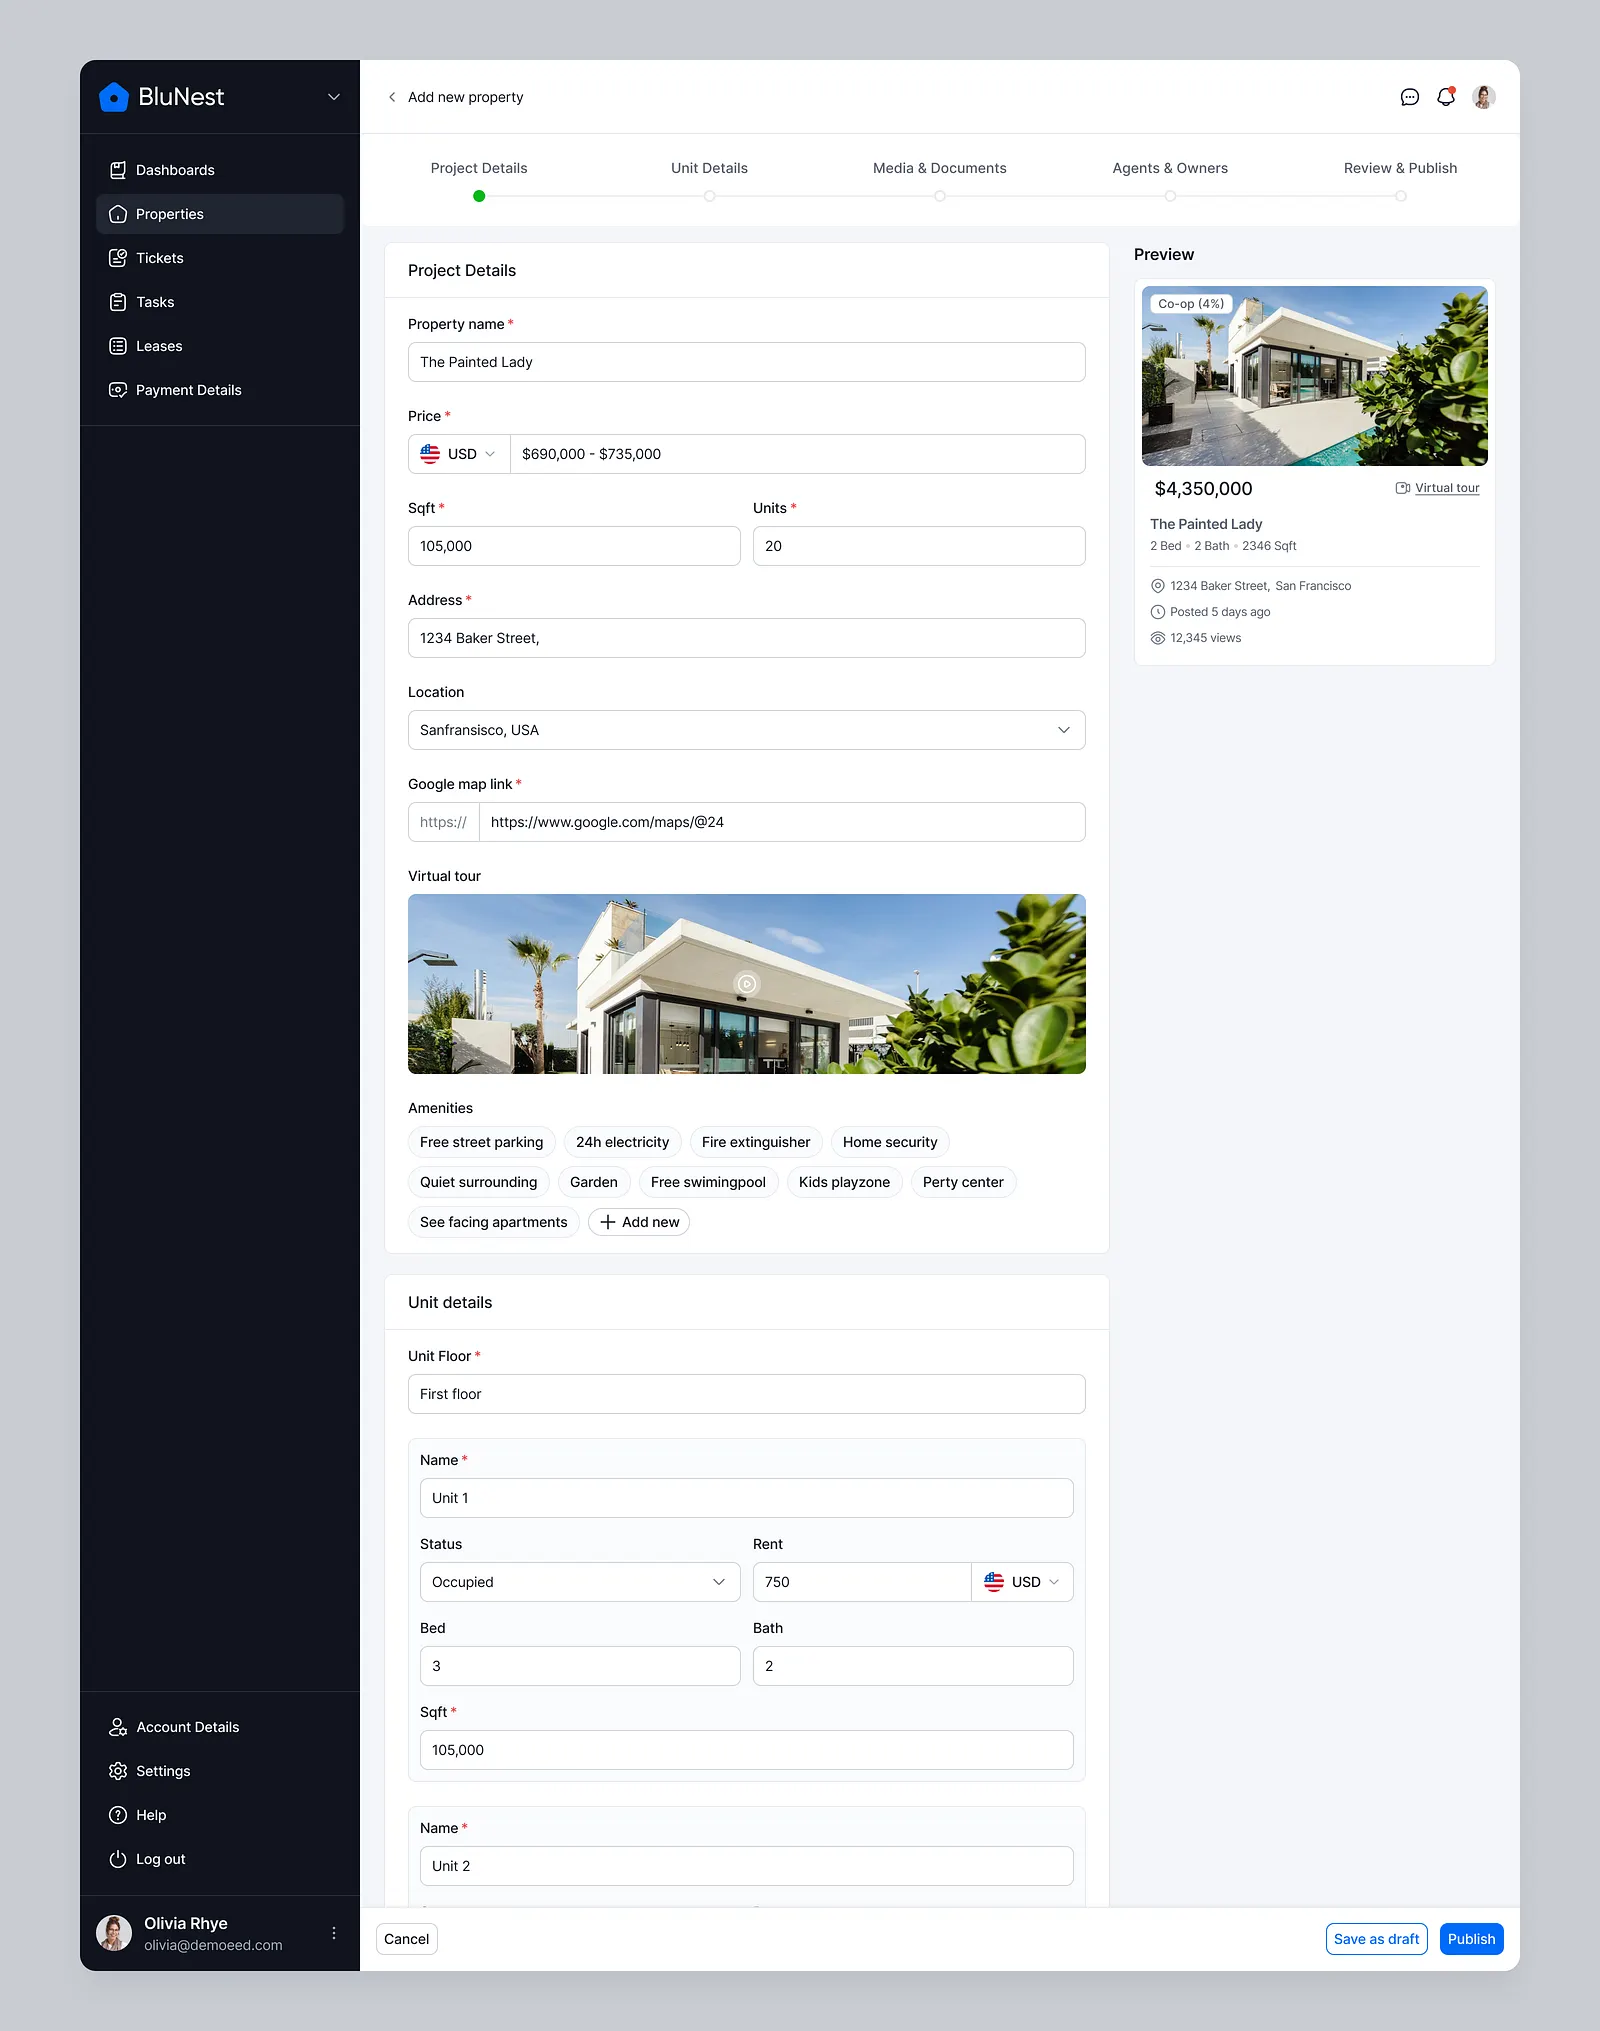 BluNest
Dashboards
Properties
Tickets
Tasks
Leases
Payment Details
Account Details
Settings
Help
Log out
Olivia Rhye
olivia@demoeed.com
Add new property
Project Details
Unit Details
Media & Documents
Agents & Owners
Review & Publish
Project Details
Property name *
The Painted Lady
Price *
USD
$690,000 - $735,000
Sqft *
Units *
105,000
20
Address *
1234 Baker Street,
Location
Sanfransisco, USA
Google map link *
https://
https://www.google.com/maps/@24
Virtual tour
Amenities
Free street parking
24h electricity
Fire extinguisher
Home security
Quiet surrounding
Garden
Free swimingpool
Kids playzone
Perty center
See facing apartments
Add new
Unit details
Unit Floor *
First floor
Name *
Unit 1
Status
Rent
Occupied
750
USD
Bed
Bath
3
2
Sqft *
105,000
Name *
Unit 2
Preview
Co-op (4%)
$4,350,000
Virtual tour
The Painted Lady
2 Bed • 2 Bath • 2346 Sqft
1234 Baker Street, San Francisco
Posted 5 days ago
12,345 views
Cancel
Save as draft
Publish